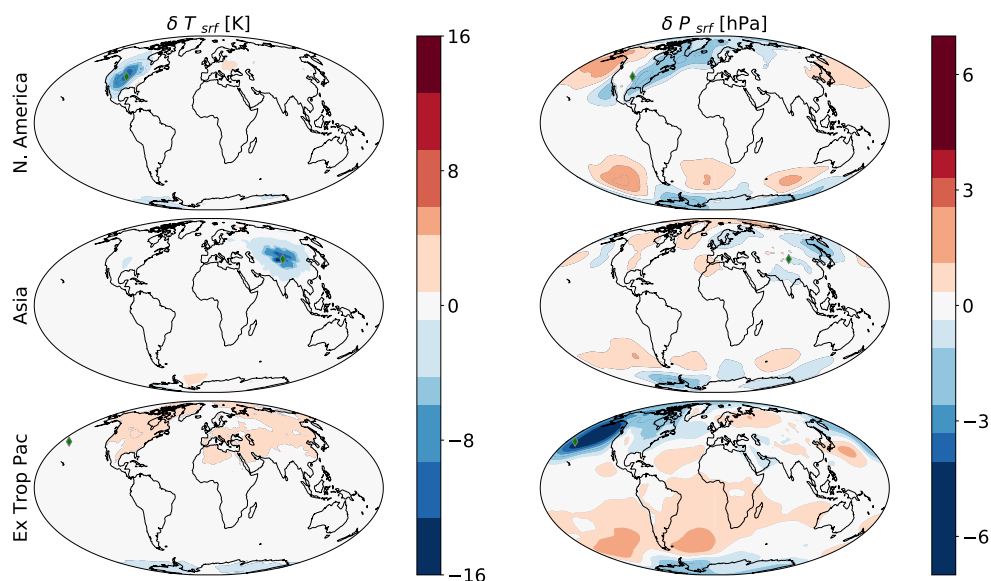 δ T srf [K]
δ P srf [hPa]
N. America
Asia
Ex Trop Pac
16
8
0
−8
−16
6
3
0
−3
−6